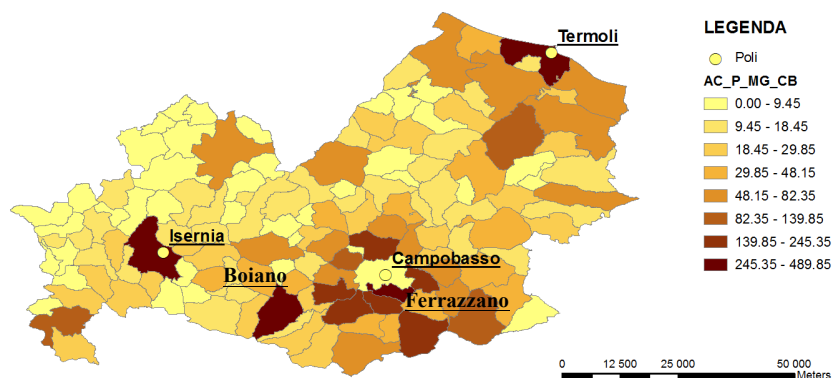 Termoli
Isernia
Campobasso
Boiano
Ferrazzano
LEGENDA
Poli
AC_P_MG_CB
0.00 - 9.45
9.45 - 18.45
18.45 - 29.85
29.85 - 48.15
48.15 - 82.35
82.35 - 139.85
139.85 - 245.35
245.35 - 489.85
0 12 500 25 000 50 000
Meters